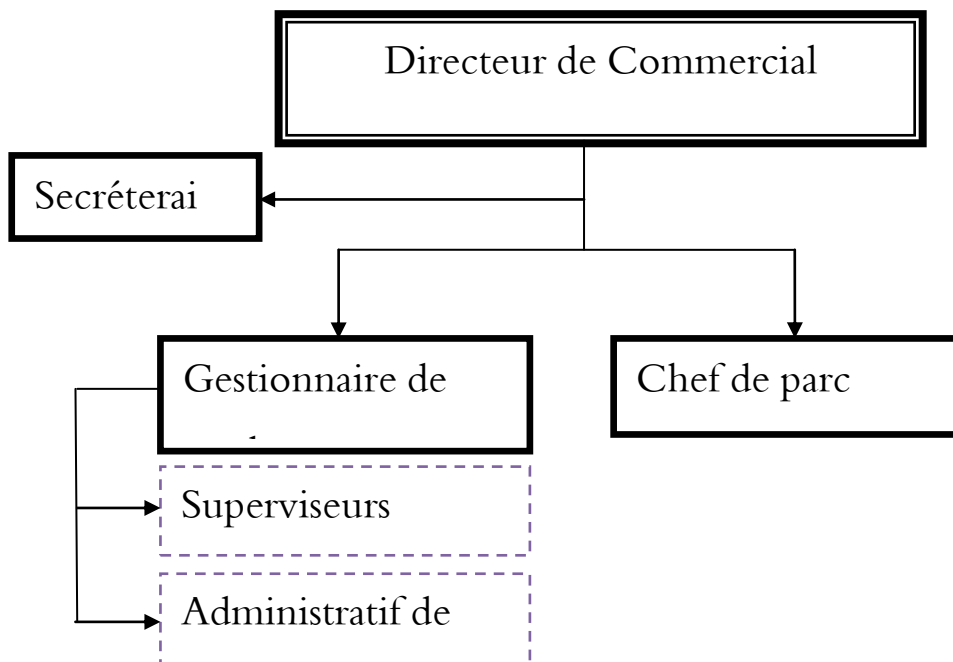 Directeur de Commercial
Secréterai
Gestionnaire de
Chef de parc
Superviseurs
Administratif de